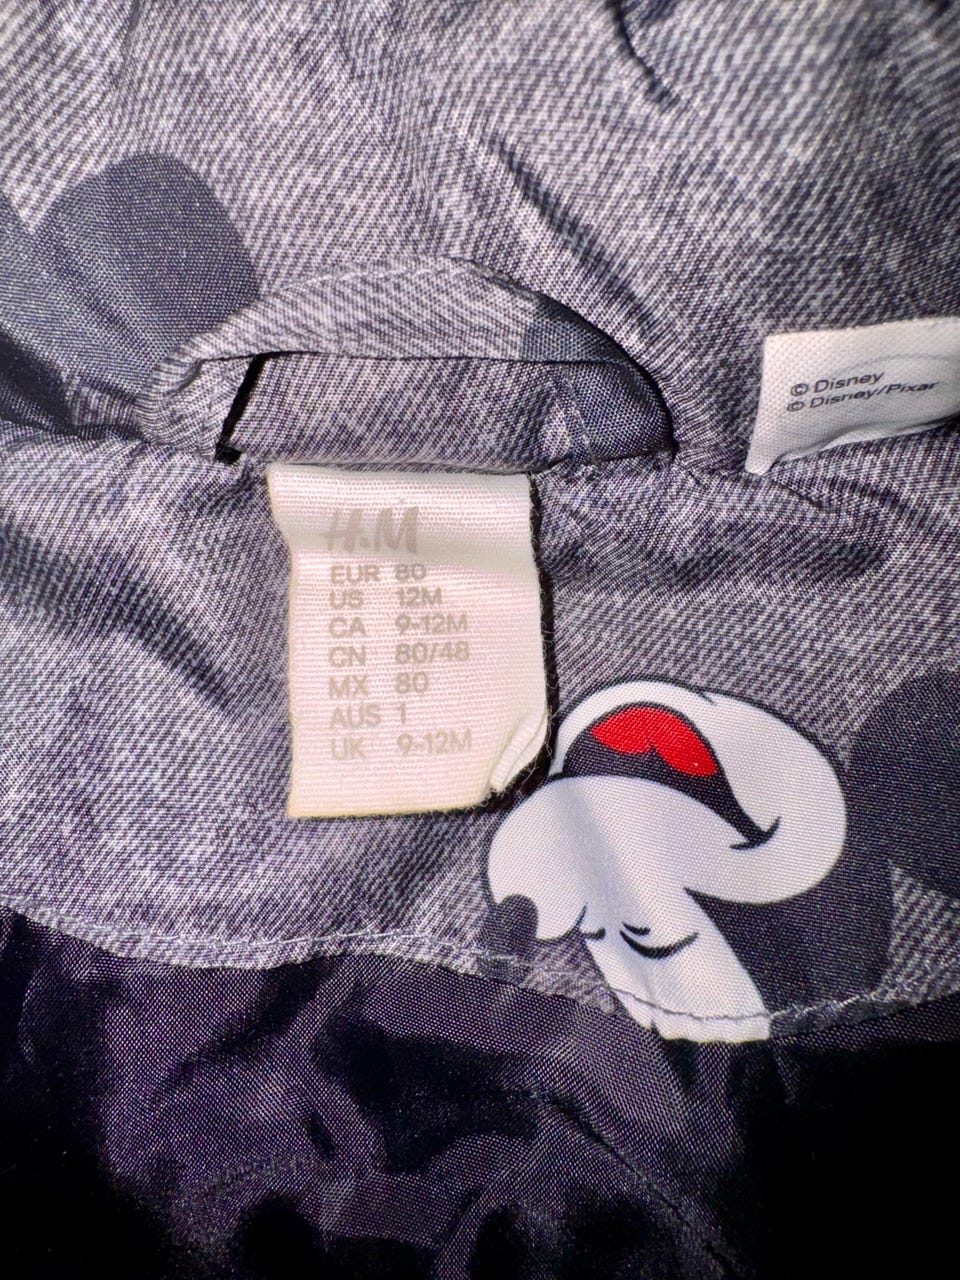 © Disney
© Disney/Pixar
H&M
EUR 80
US 12M
CA 9-12M
CN 80/48
MX 80
AUS 1
UK 9-12M